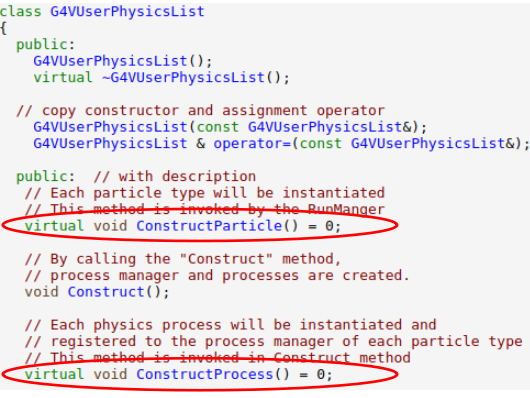 class G4VUserPhysicsList
{
public:
G4VUserPhysicsList();
virtual ~G4VUserPhysicsList();
// copy constructor and assignment operator
G4VUserPhysicsList(const G4VUserPhysicsList&);
G4VUserPhysicsList & operator=(const G4VUserPhysicsList&);
public: // with description
// Each particle type will be instantiated
// This method is invoked by the RunManger
virtual void ConstructParticle() = 0;
// By calling the "Construct" method,
// process manager and processes are created.
void Construct();
// Each physics process will be instantiated and
// registered to the process manager of each particle type
// This method is invoked in Construct method
virtual void ConstructProcess() = 0;